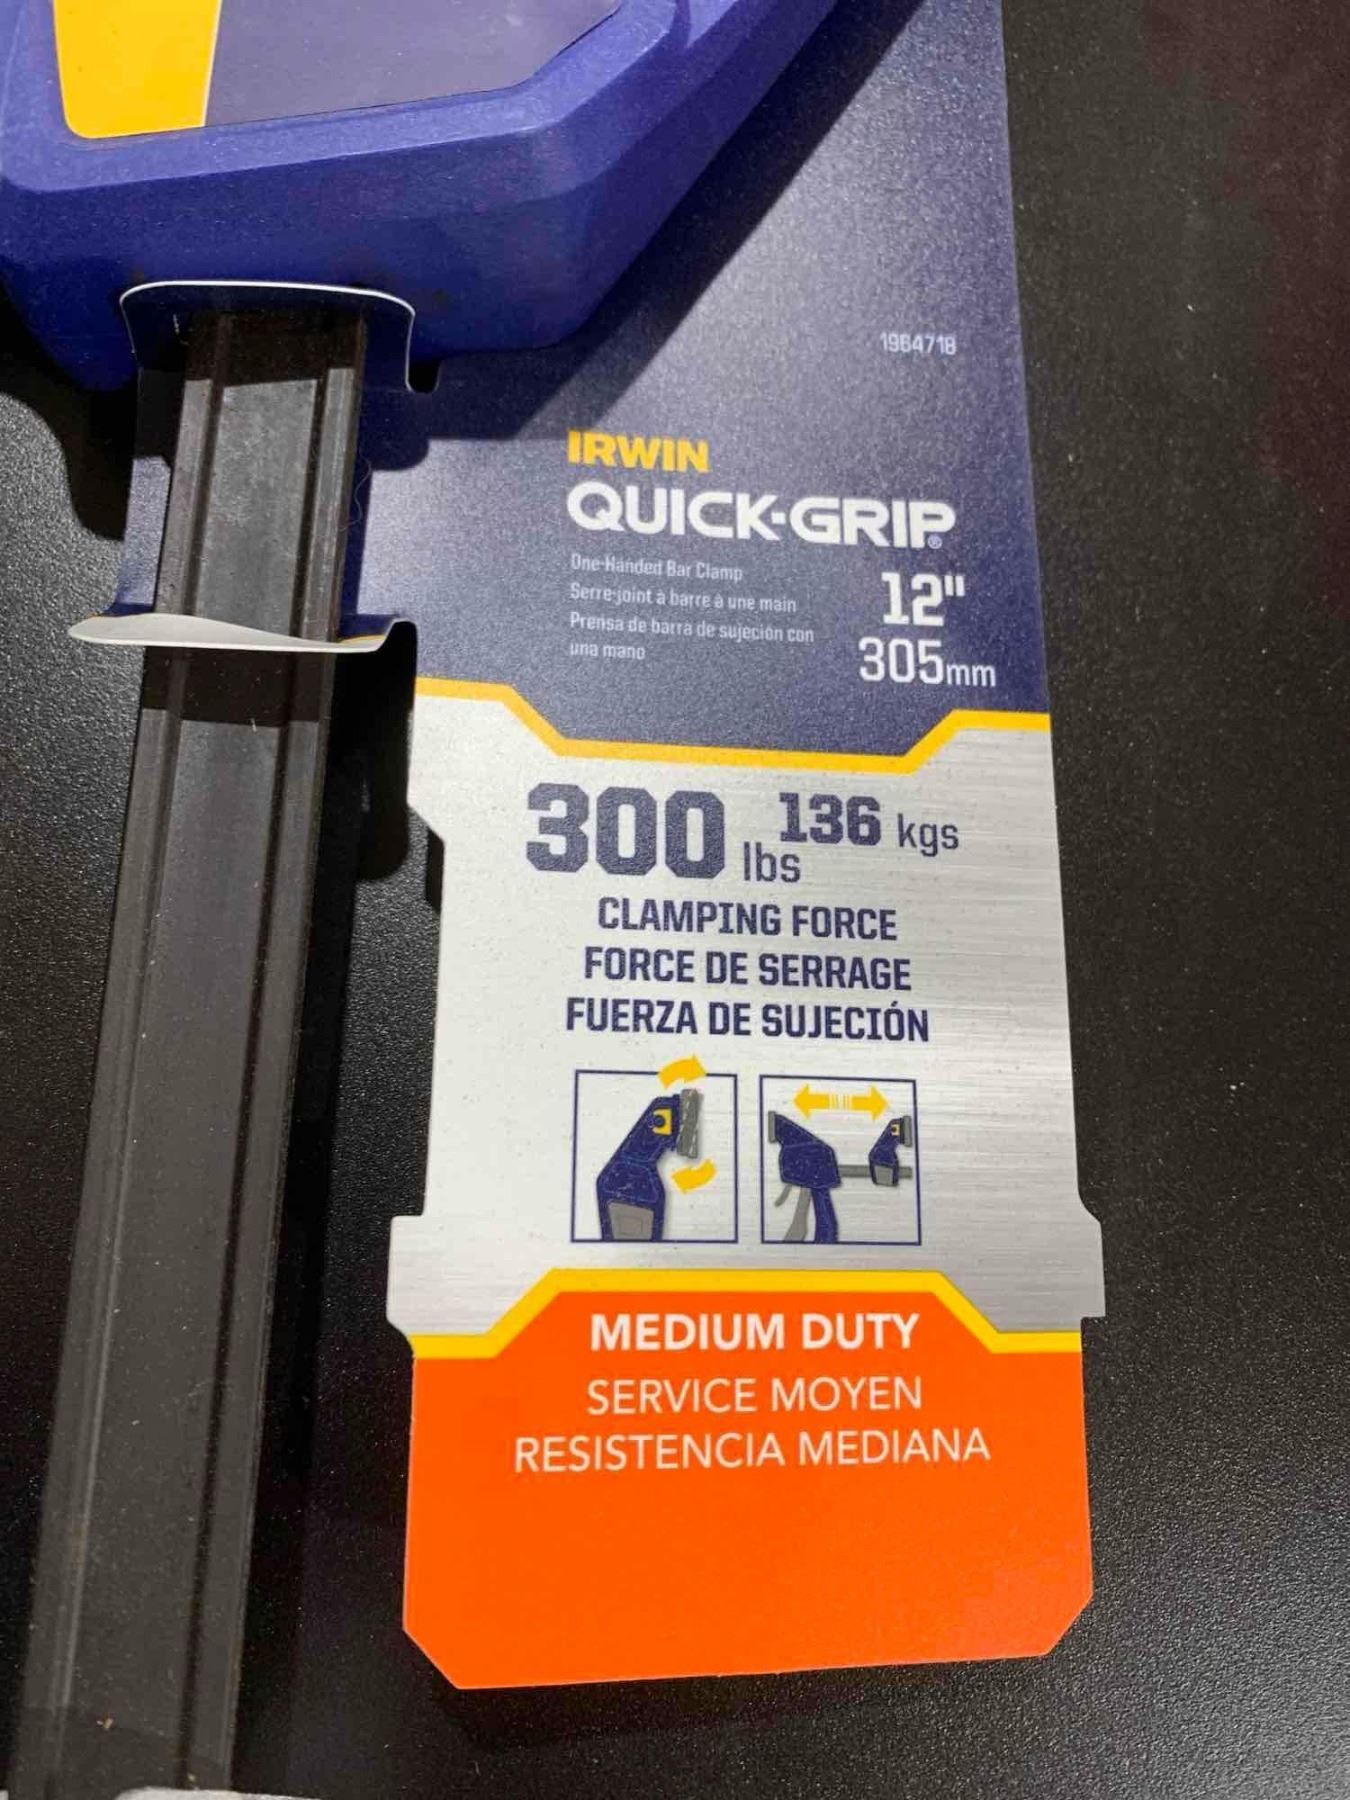 1964718
IRWIN
QUICK-GRIP®
One-Handed Bar Clamp
Serre-joint à barre à une main
Prensa de barra de sujeción con
una mano
12"
305mm
300 lbs 136 kgs
CLAMPING FORCE
FORCE DE SERRAGE
FUERZA DE SUJECIÓN
MEDIUM DUTY
SERVICE MOYEN
RESISTENCIA MEDIANA